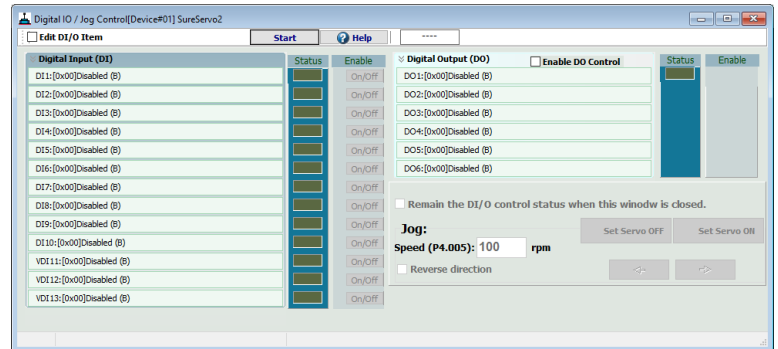 Digital IO / Jog Control[Device#01] SureServo2
Edit DI/O Item
Start
Help
----
Digital Input (DI)
Status
Enable
DI1:[0x00]Disabled (B)
On/Off
DI2:[0x00]Disabled (B)
On/Off
DI3:[0x00]Disabled (B)
On/Off
DI4:[0x00]Disabled (B)
On/Off
DI5:[0x00]Disabled (B)
On/Off
DI6:[0x00]Disabled (B)
On/Off
DI7:[0x00]Disabled (B)
On/Off
DI8:[0x00]Disabled (B)
On/Off
DI9:[0x00]Disabled (B)
On/Off
DI10:[0x00]Disabled (B)
On/Off
VDI11:[0x00]Disabled (B)
On/Off
VDI12:[0x00]Disabled (B)
On/Off
VDI13:[0x00]Disabled (B)
On/Off
Digital Output (DO)
Enable DO Control
Status
Enable
DO1:[0x00]Disabled (B)
DO2:[0x00]Disabled (B)
DO3:[0x00]Disabled (B)
DO4:[0x00]Disabled (B)
DO5:[0x00]Disabled (B)
DO6:[0x00]Disabled (B)
Remain the DI/O control status when this winodw is closed.
Jog:
Set Servo OFF
Set Servo ON
Speed (P4.005): 100 rpm
Reverse direction
<-
->